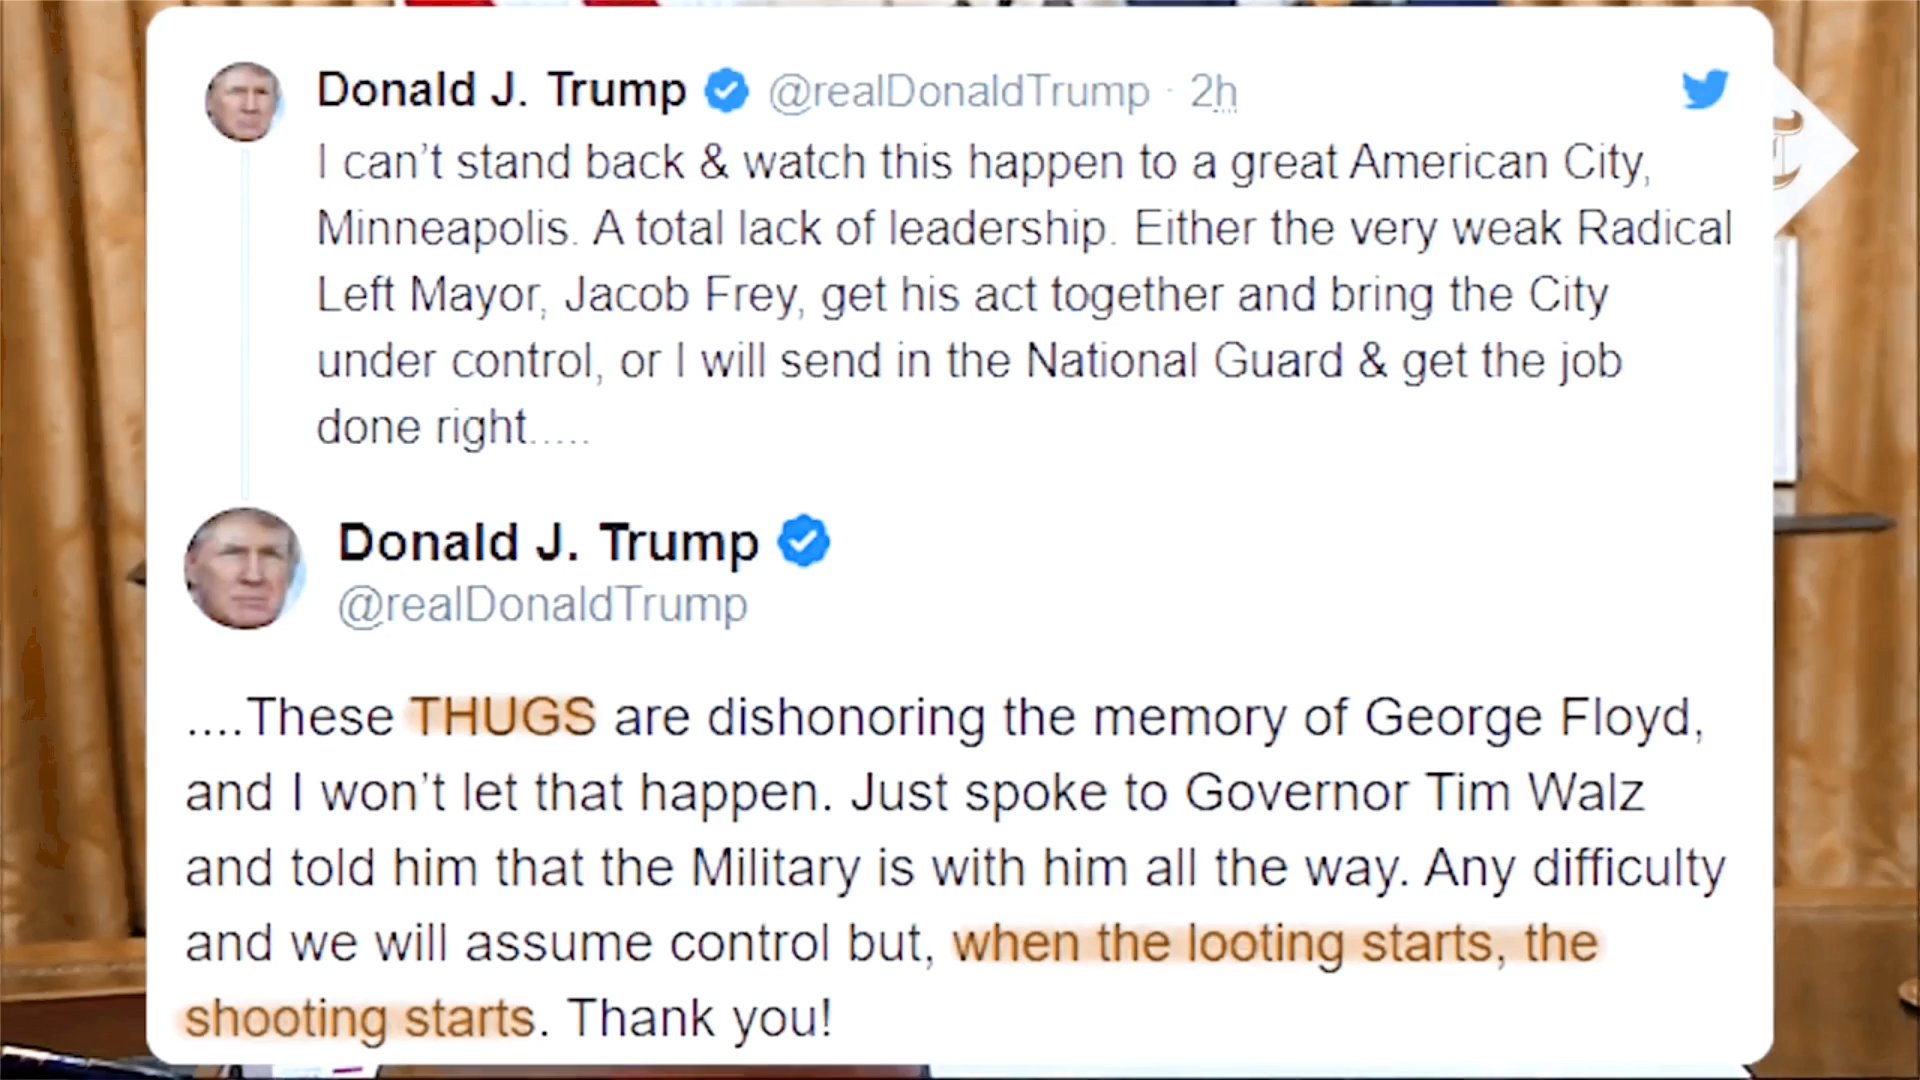 Donald J. Trump @realDonaldTrump · 2h
I can’t stand back & watch this happen to a great American City,
Minneapolis. A total lack of leadership. Either the very weak Radical
Left Mayor, Jacob Frey, get his act together and bring the City
under control, or I will send in the National Guard & get the job
done right.....
Donald J. Trump
@realDonaldTrump
....These THUGS are dishonoring the memory of George Floyd,
and I won’t let that happen. Just spoke to Governor Tim Walz
and told him that the Military is with him all the way. Any difficulty
and we will assume control but, when the looting starts, the
shooting starts. Thank you!